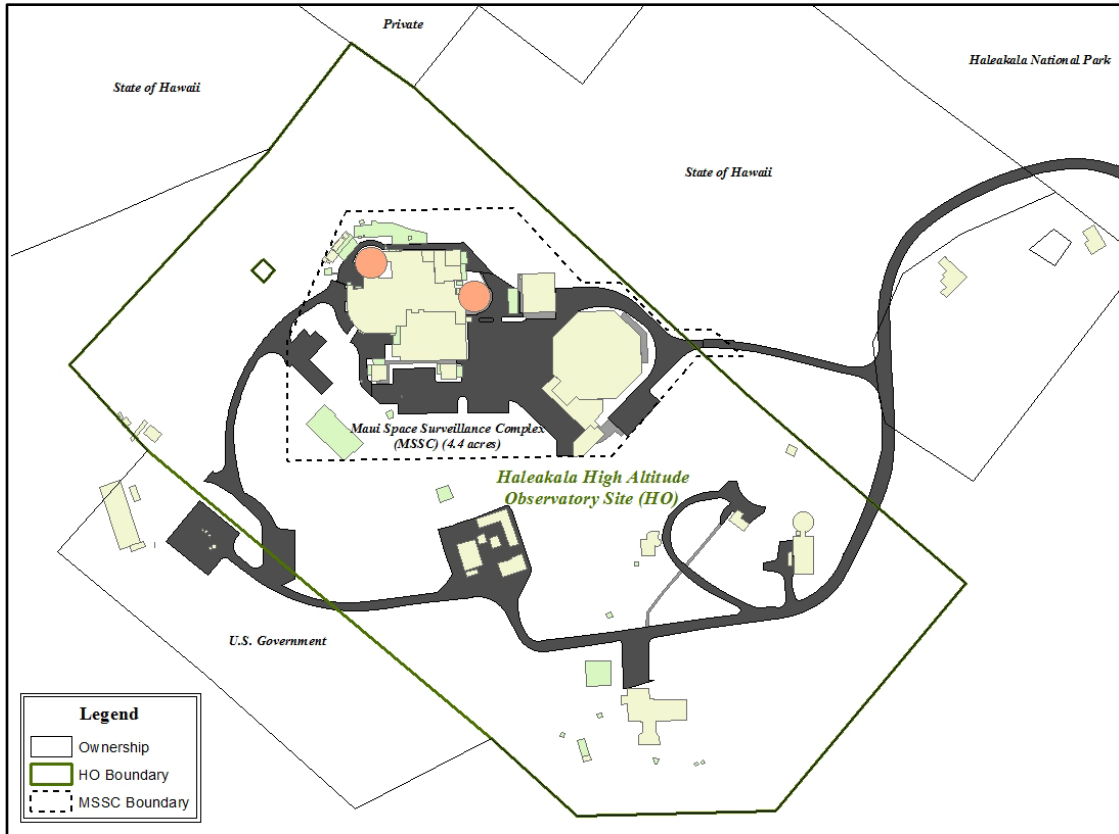 Private
State of Hawaii
Haleakala National Park
State of Hawaii
Maui Space Surveillance Complex
(MSSC) (4.4 acres)
Haleakala High Altitude
Observatory Site (HO)
U.S. Government
Legend
Ownership
HO Boundary
MSSC Boundary